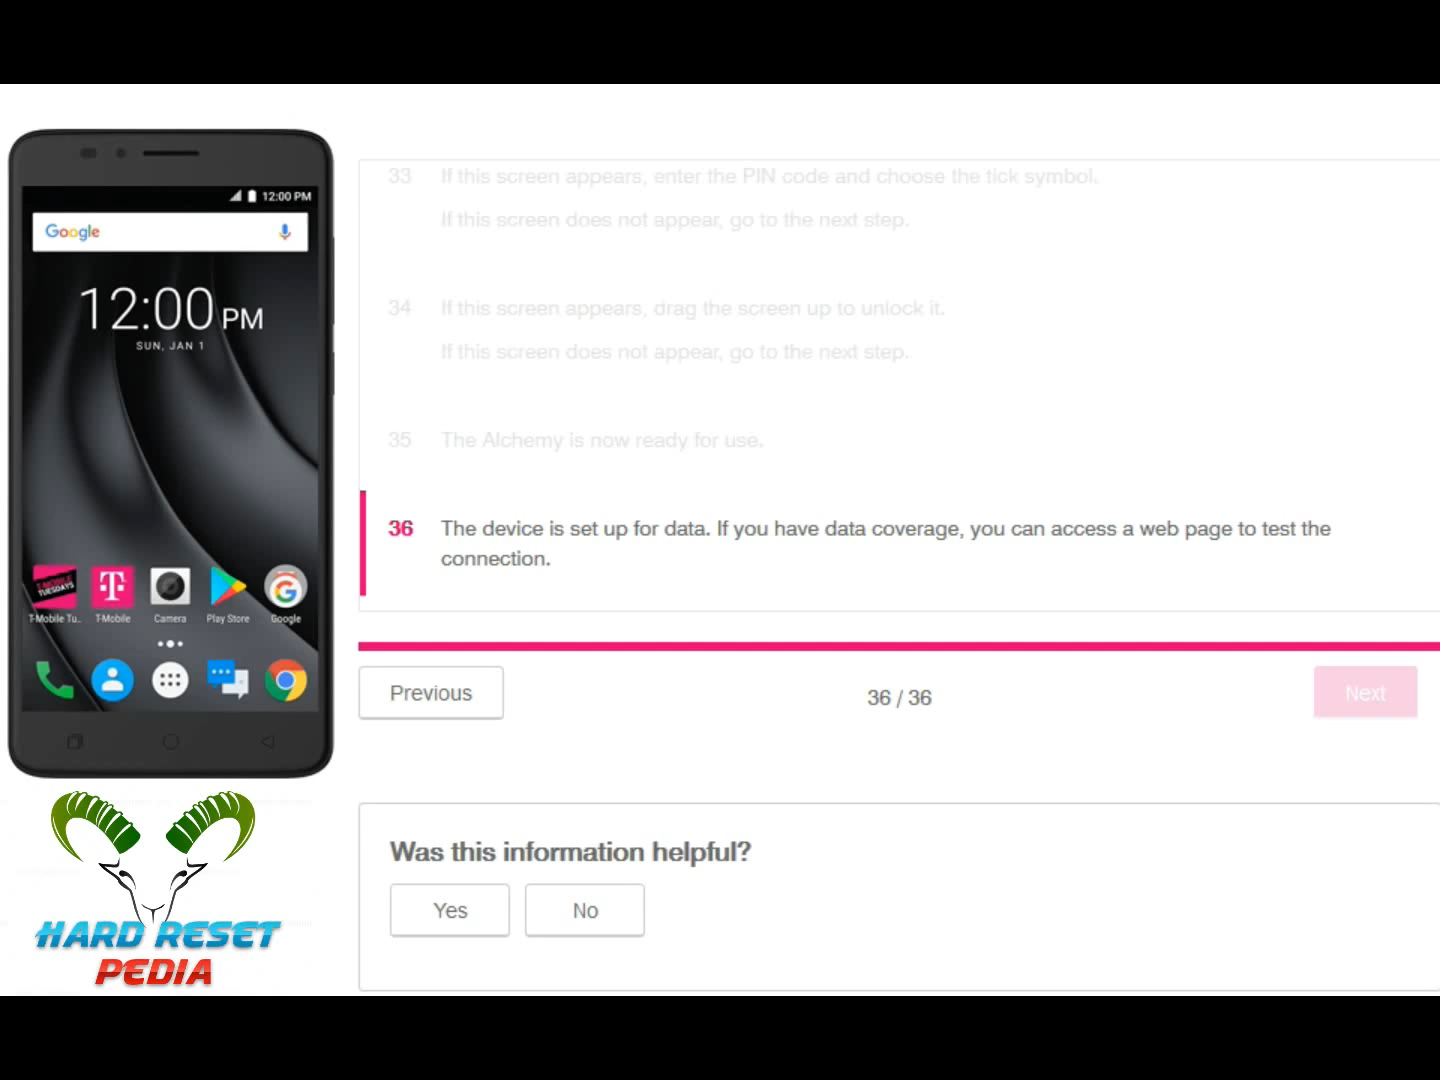 12:00 PM
Google
12:00 PM
SUN, JAN 1
T-MOBILE
TUESDAYS
T
T-Mobile Tu..
T-Mobile
Camera
Play Store
Google
HARD RESET
PEDIA
33 If this screen appears, enter the PIN code and choose the tick symbol.
If this screen does not appear, go to the next step.
34 If this screen appears, drag the screen up to unlock it.
If this screen does not appear, go to the next step.
35 The Alchemy is now ready for use.
36 The device is set up for data. If you have data coverage, you can access a web page to test the
connection.
Previous
36 / 36
Next
Was this information helpful?
Yes
No